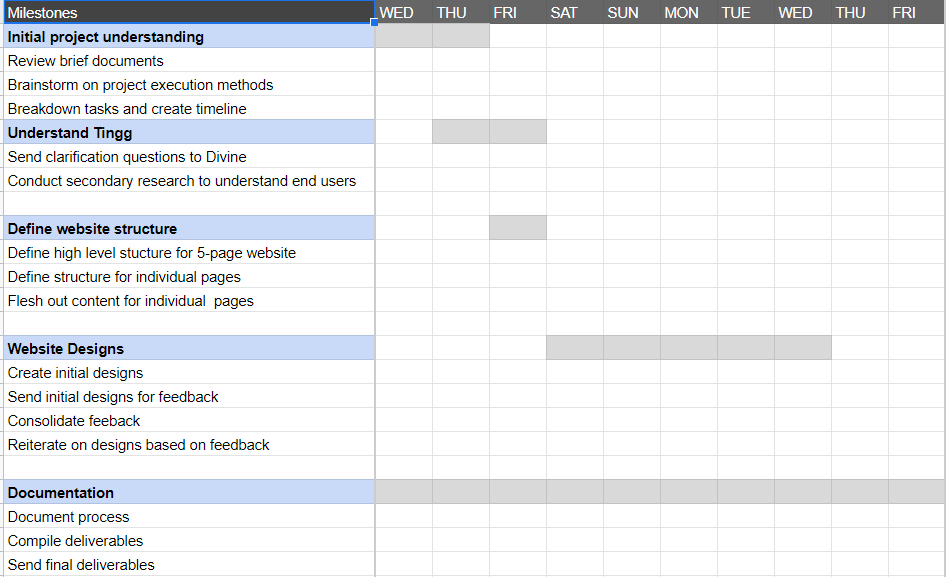 Milestones WED THU FRI SAT SUN MON TUE WED THU FRI
Initial project understanding
Review brief documents
Brainstorm on project execution methods
Breakdown tasks and create timeline
Understand Tingg
Send clarification questions to Divine
Conduct secondary research to understand end users
Define website structure
Define high level stucture for 5-page website
Define structure for individual pages
Flesh out content for individual  pages
Website Designs
Create initial designs
Send initial designs for feedback
Consolidate feeback
Reiterate on designs based on feedback
Documentation
Document process
Compile deliverables
Send final deliverables